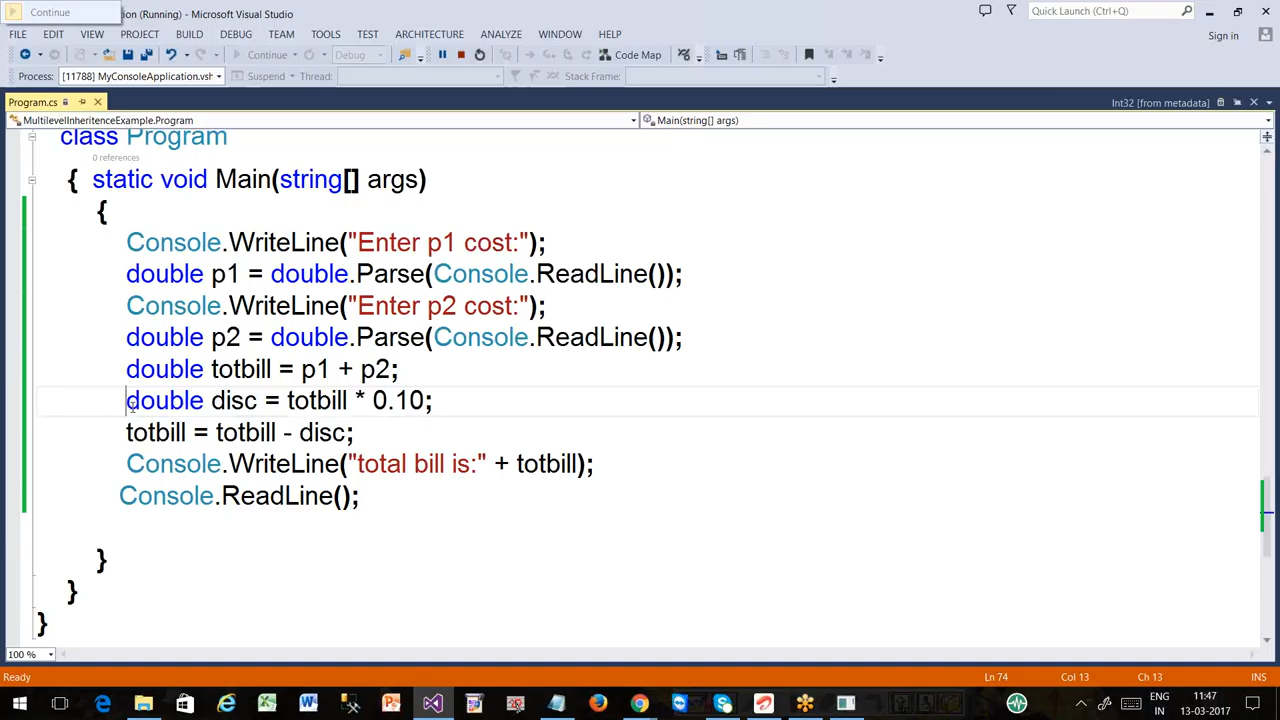 Continue
tion (Running) - Microsoft Visual Studio
Quick Launch (Ctrl+Q)
FILE EDIT VIEW PROJECT BUILD DEBUG TEAM TOOLS TEST ARCHITECTURE ANALYZE WINDOW HELP
Sign in
Continue Debug Code Map
Process: [11788] MyConsoleApplication.vsh Suspend Thread: Stack Frame:
Program.cs
Int32 [from metadata]
MultilevelInheritenceExample.Program
Main(string[] args)
class Program
0 references
{ static void Main(string[] args)
{
Console.WriteLine("Enter p1 cost:");
double p1 = double.Parse(Console.ReadLine());
Console.WriteLine("Enter p2 cost:");
double p2 = double.Parse(Console.ReadLine());
double totbill = p1 + p2;
double disc = totbill * 0.10;
totbill = totbill - disc;
Console.WriteLine("total bill is:" + totbill);
Console.ReadLine();
}
}
}
100 %
Ready
Ln 74 Col 13 Ch 13 INS
ENG 11:47
IN 13-03-2017